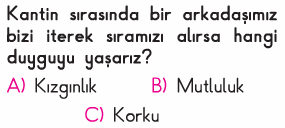 Kantin sırasında bir arkadaşımız
bizi iterek sıramızı alırsa hangi
duyguyu yaşarız?
A) Kızgınlık B) Mutluluk
C) Korku